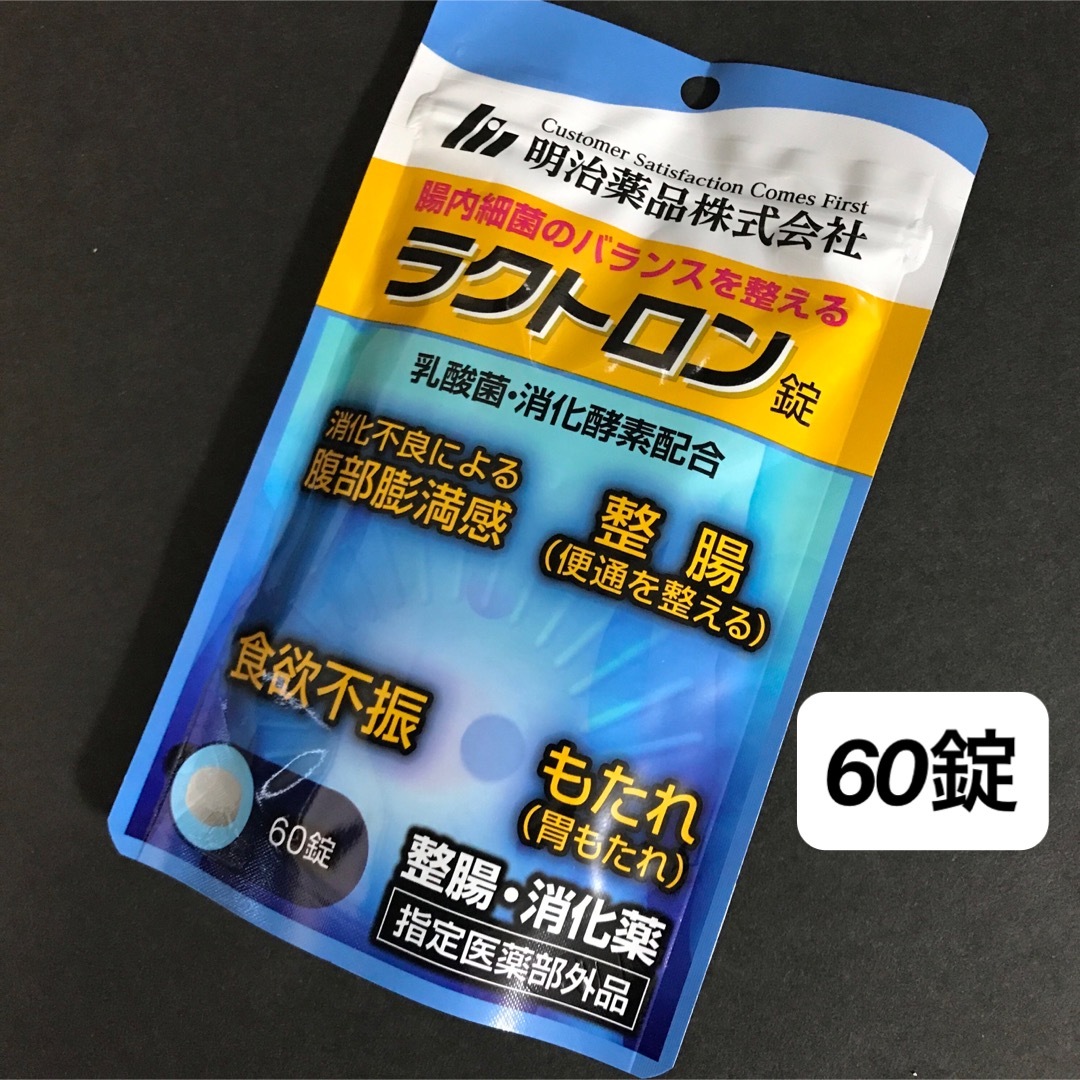 Customer Satisfaction Comes First
明治薬品株式会社
腸内細菌のバランスを整える
ラクトロン錠
乳酸菌・消化酵素配合
消化不良による
腹部膨満感
整腸
(便通を整える)
食欲不振
もたれ
(胃もたれ)
60錠
整腸・消化薬
指定医薬部外品
60錠